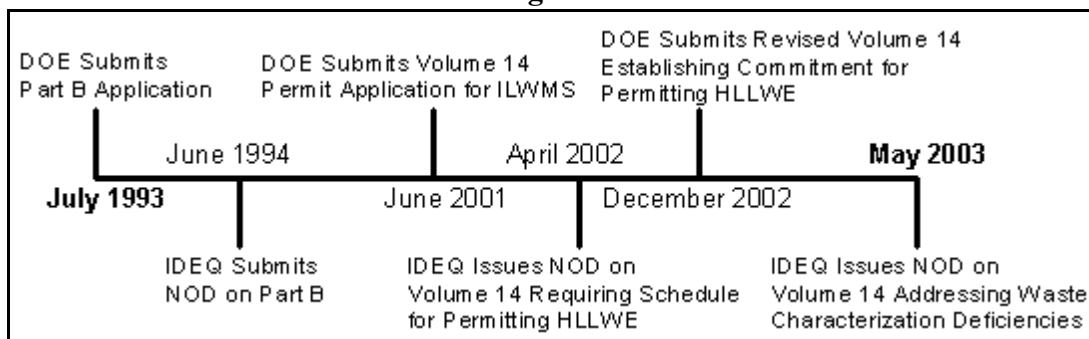 DOE Submits
Part B Application
DOE Submits Volume 14
Permit Application for ILWMS
DOE Submits Revised Volume 14
Establishing Commitment for
Permitting HLLWE
June 1994
April 2002
May 2003
July 1993
June 2001
December 2002
IDEQ Submits
NOD on Part B
IDEQ Issues NOD on
Volume 14 Requiring Schedule
for Permitting HLLWE
IDEQ Issues NOD on
Volume 14 Addressing Waste
Characterization Deficiencies